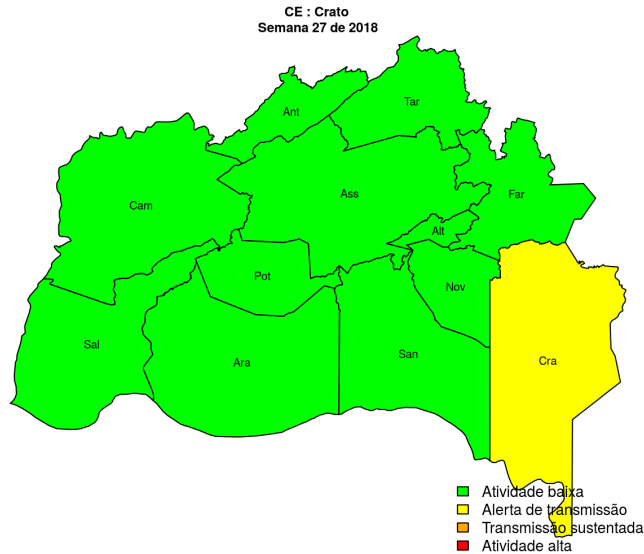 CE : Crato
Semana 27 de 2018
Tar
Ant
Ass
Far
Cam
Alt
Pot
Nov
Sal
San
Ara
Cra
Atividade baixa
Alerta de transmissão
Transmissão sustentada
Atividade alta